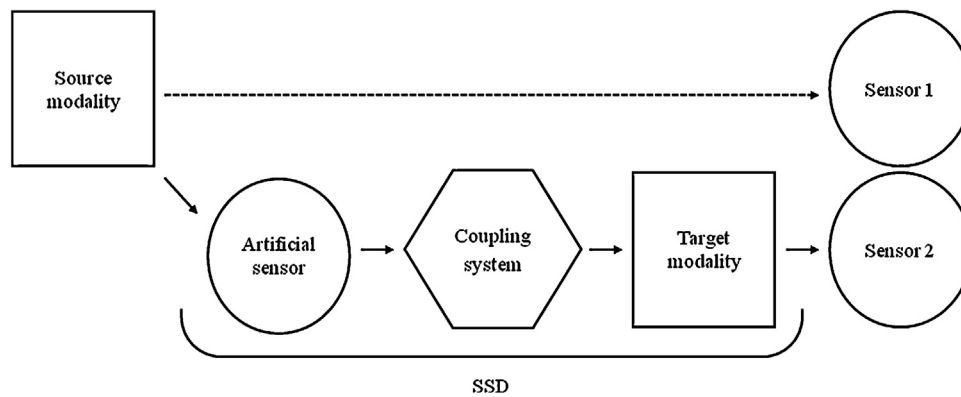 Source
modality
Sensor 1
Artificial
sensor
Coupling
system
Target
modality
Sensor 2
SSD